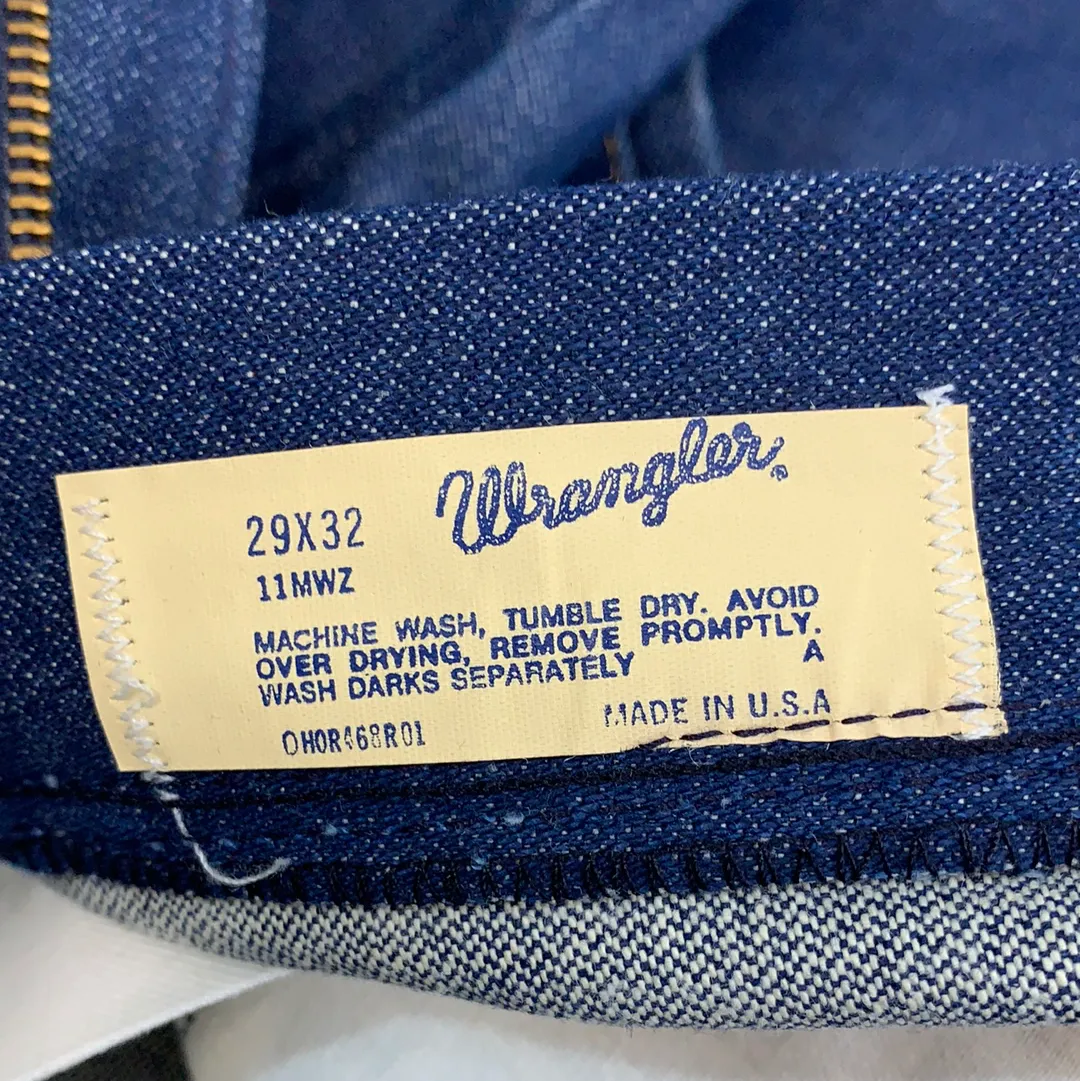 Wrangler®
29X32
11MWZ
MACHINE WASH, TUMBLE DRY. AVOID
OVER DRYING, REMOVE PROMPTLY.
WASH DARKS SEPARATELY A
MADE IN U.S.A
OHOR468R01